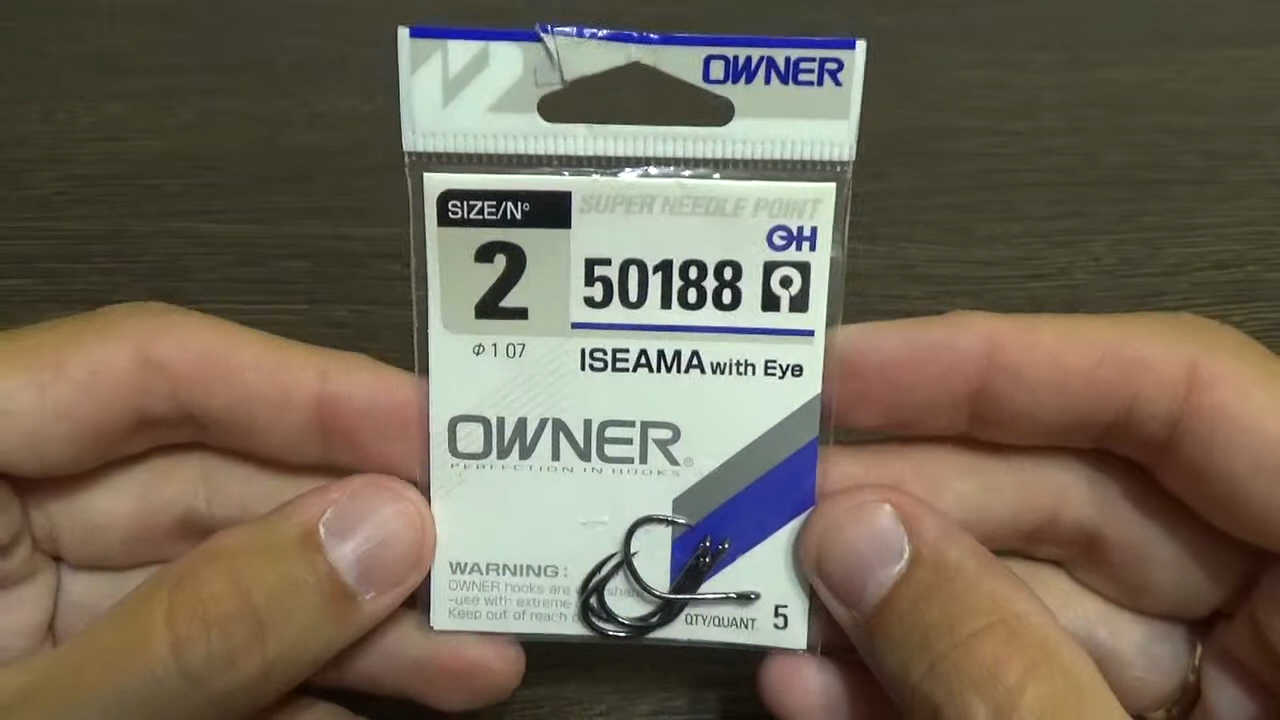 OWNER
SIZE/Nº
SUPER NEEDLE POINT
2
50188
φ 1.07
ISEAMA with Eye
OWNER®
PERFECTION IN HOOKS
WARNING:
OWNER hooks are
-use with extreme
Keep out of reach
QTY/QUANT. 5